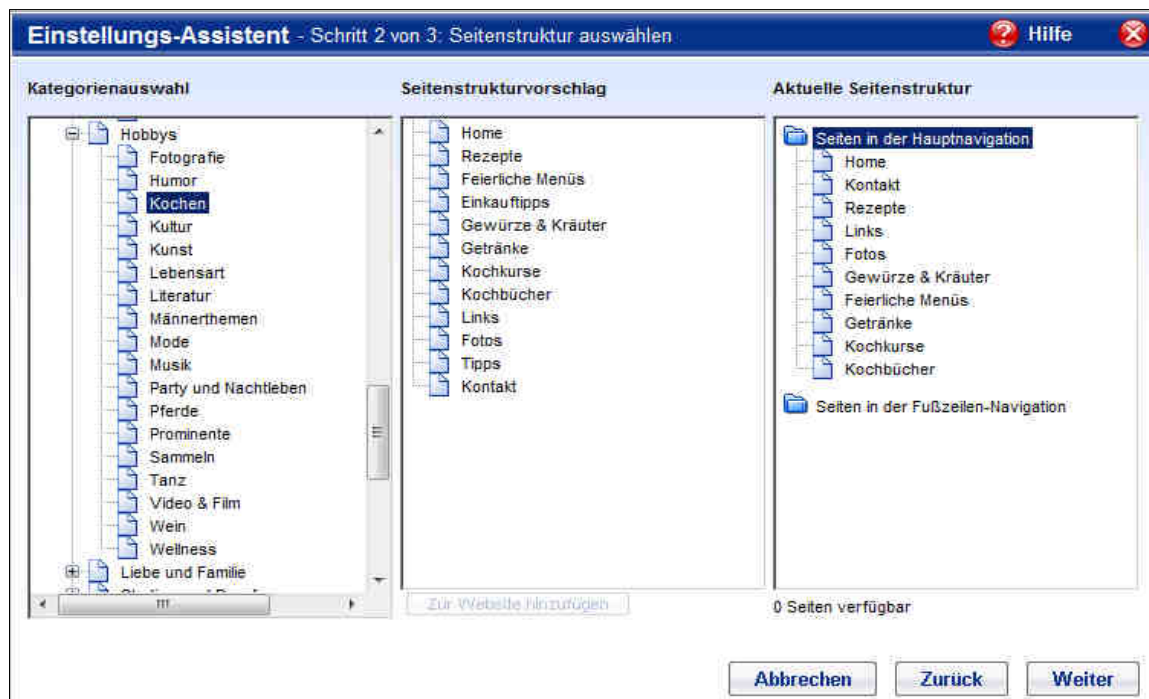 Einstellungs-Assistent - Schritt 2 von 3: Seitenstruktur auswählen
Hilfe
Kategorienauswahl
Hobbys
Fotografie
Humor
Kochen
Kultur
Kunst
Lebensart
Literatur
Männerthemen
Mode
Musik
Party und Nachtleben
Pferde
Prominente
Sammeln
Tanz
Video & Film
Wein
Wellness
Liebe und Familie
Seitenstrukturvorschlag
Home
Rezepte
Feierliche Menüs
Einkauftipps
Gewürze & Kräuter
Getränke
Kochkurse
Kochbücher
Links
Fotos
Tipps
Kontakt
Zur Website hinzufügen
Aktuelle Seitenstruktur
Seiten in der Hauptnavigation
Home
Kontakt
Rezepte
Links
Fotos
Gewürze & Kräuter
Feierliche Menüs
Getränke
Kochkurse
Kochbücher
Seiten in der Fußzeilen-Navigation
0 Seiten verfügbar
Abbrechen
Zurück
Weiter